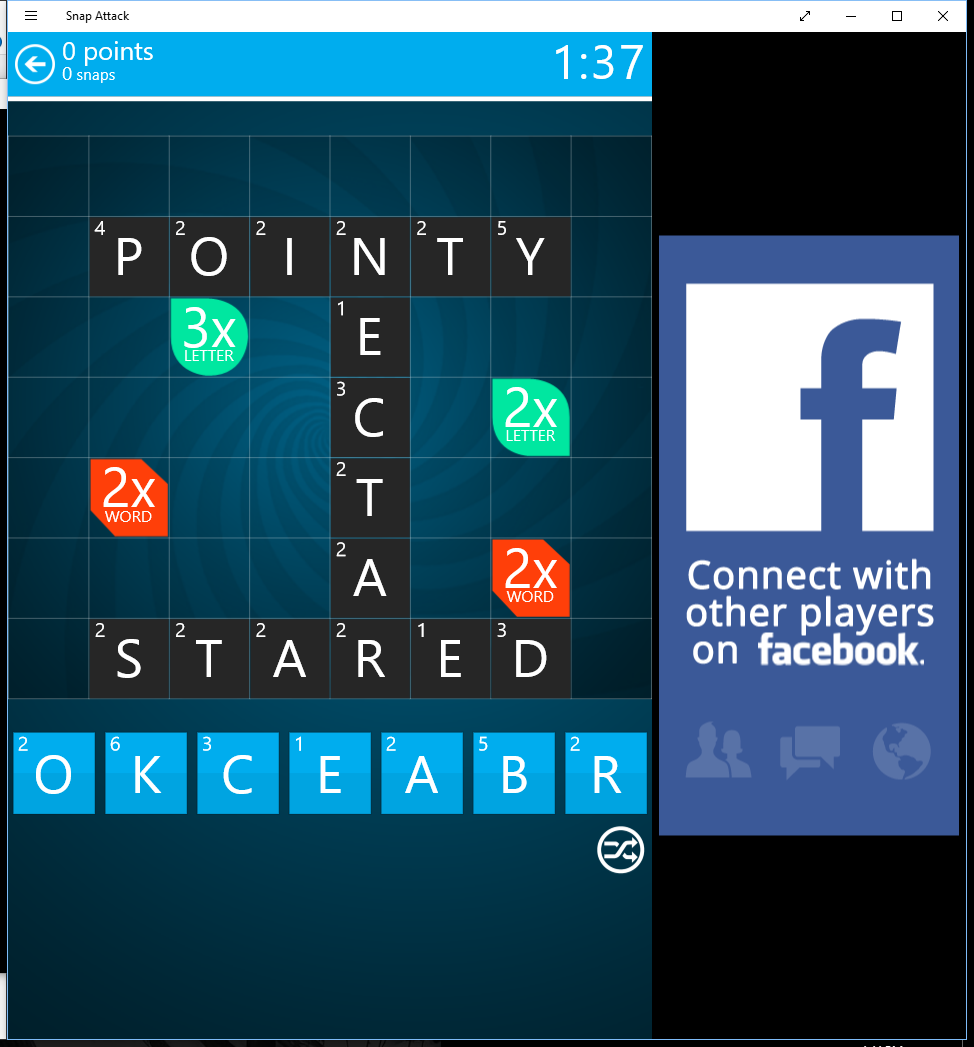 Snap Attack
0 points
0 snaps
1:37
4 P 2 O 2 I 2 N 2 T 5 Y
3x LETTER 1 E
3 C 2x LETTER
2x WORD 2 T
2 A 2x WORD
2 S 2 T 2 A 2 R 1 E 3 D
2 O 6 K 3 C 1 E 2 A 5 B 2 R
f
Connect with
other players
on facebook.